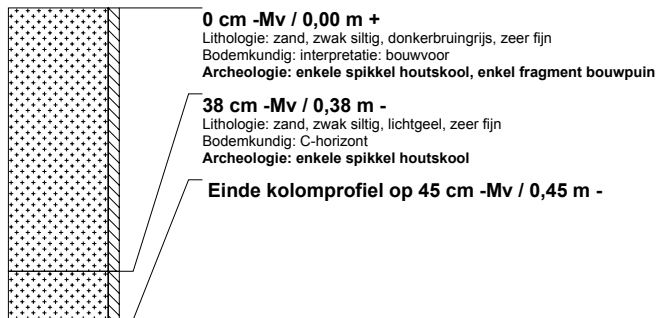 0 cm -Mv / 0,00 m +
Lithologie: zand, zwak siltig, donkerbruingrijs, zeer fijn
Bodemkundig: interpretatie: bouwvoor
Archeologie: enkele spikkel houtskool, enkel fragment bouwpuin
38 cm -Mv / 0,38 m -
Lithologie: zand, zwak siltig, lichtgeel, zeer fijn
Bodemkundig: C-horizont
Archeologie: enkele spikkel houtskool
Einde kolomprofiel op 45 cm -Mv / 0,45 m -